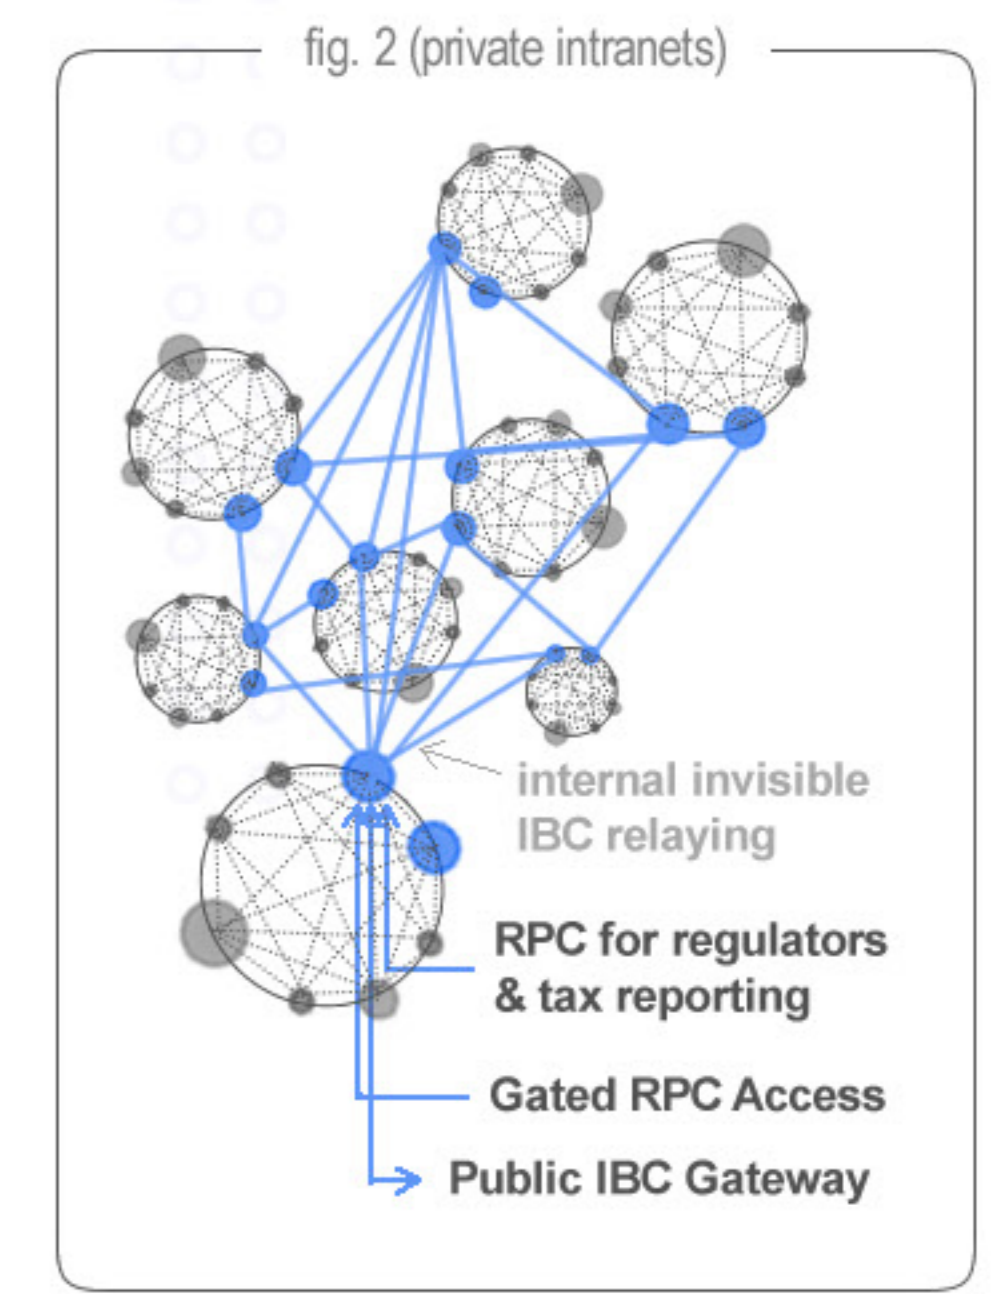 fig. 2 (private intranets)
internal invisible
IBC relaying
RPC for regulators
& tax reporting
Gated RPC Access
Public IBC Gateway